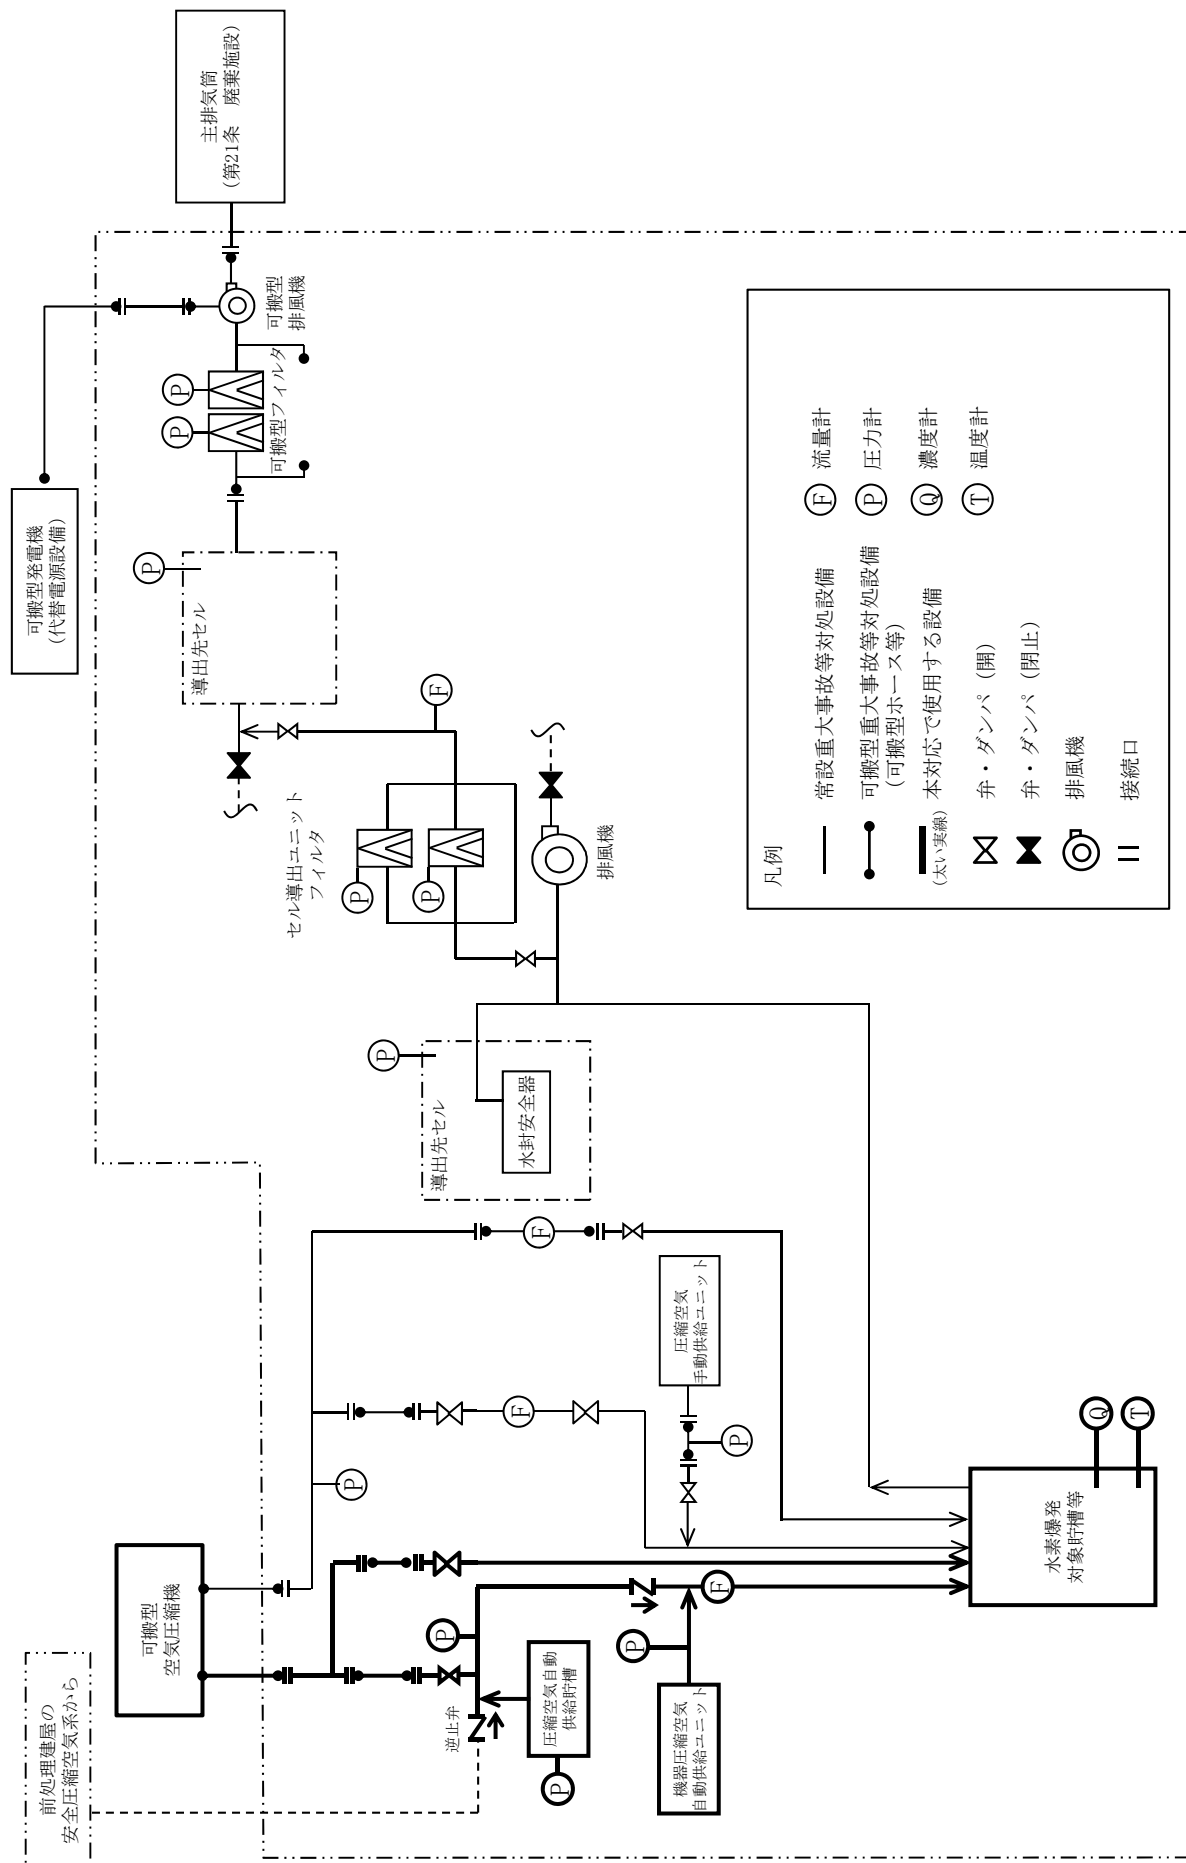 前処理建屋の
安全圧縮空気系から
可搬型
空気圧縮機
P
P
逆止弁
圧縮空気自動
供給貯槽
P
機器圧縮空気
自動供給ユニット
P
F
P
F
F
圧縮空気
手動供給ユニット
P
水素爆発
対象貯槽等
Q
T
導出先セル
水封安全器
P
セル導出ユニット
フィルタ
P
P
排風機
F
導出先セル
P
可搬型フィルタ
P
P
可搬型
排風機
可搬型発電機
(代替電源設備)
主排気筒
(第21条 廃棄施設)
凡例
常設重大事故等対処設備
可搬型重大事故等対処設備
(可搬型ホース等)
本対応で使用する設備
(太い実線)
弁・ダンパ (開)
弁・ダンパ (閉止)
排風機
接続口
F 流量計
P 圧力計
Q 濃度計
T 温度計